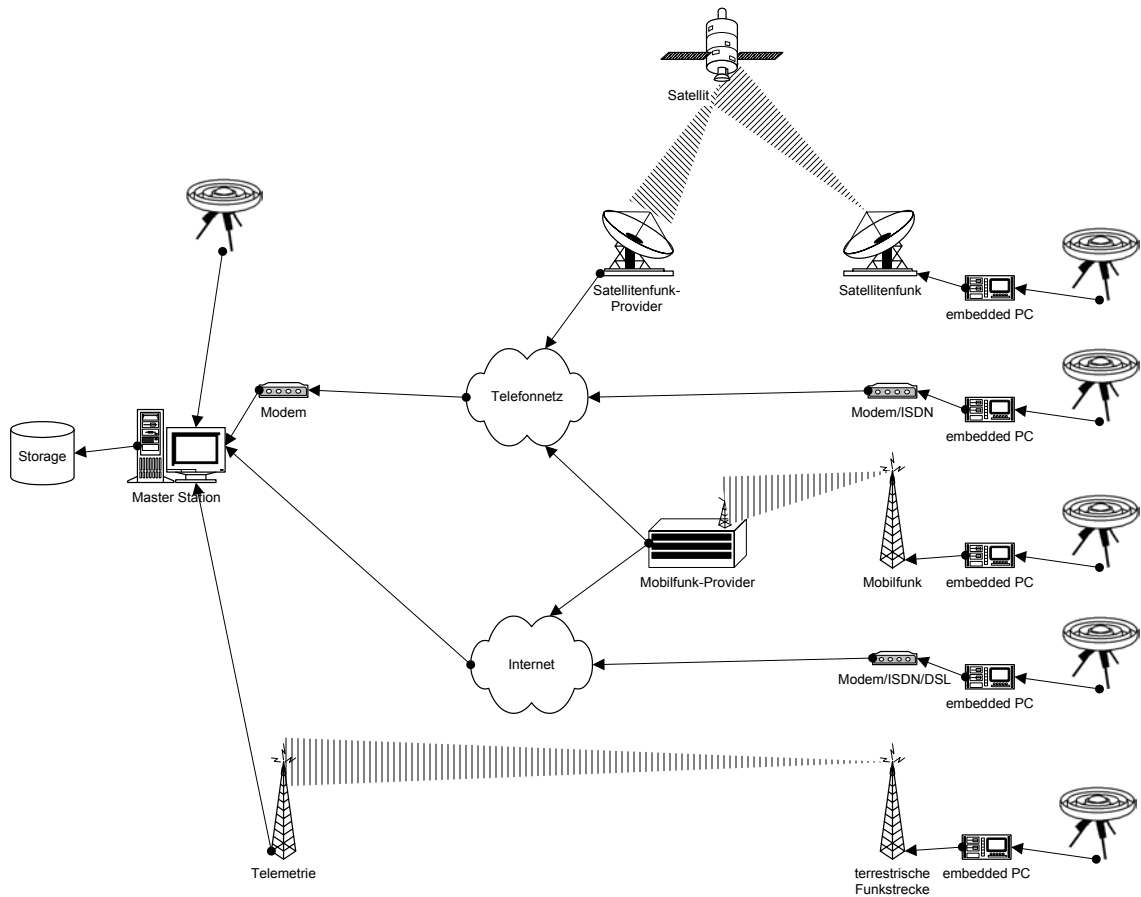 Satellit
Satellitenfunk-
Provider
Satellitenfunk
embedded PC
Telefonnetz
Modem
Modem/ISDN
embedded PC
Storage
Master Station
Mobilfunk-Provider
Mobilfunk
embedded PC
Internet
Modem/ISDN/DSL
embedded PC
Telemetrie
terrestrische
Funkstrecke
embedded PC